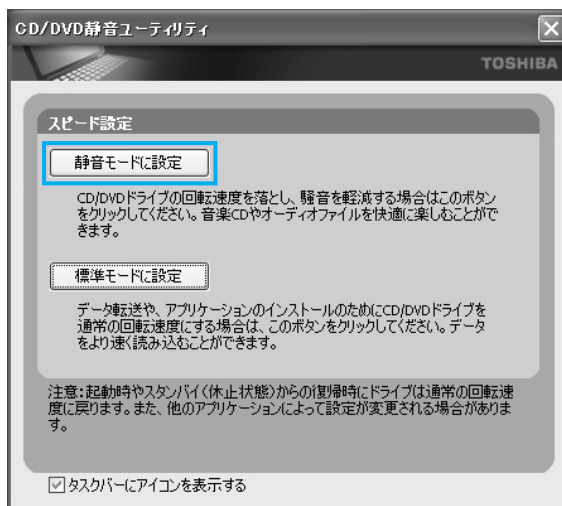 CD/DVD静音ユーティリティ
TOSHIBA
スピード設定
静音モードに設定
CD/DVDドライブの回転速度を落とし、騒音を軽減する場合はこのボタン
をクリックしてください。音楽CDやオーディオファイルを快適に楽しむことがで
きます。
標準モードに設定
データ転送や、アプリケーションのインストールのためにCD/DVDドライブを
通常の回転速度にする場合は、このボタンをクリックしてください。データ
をより速く読み込むことができます。
注意:起動時やスタンバイ(休止状態)からの復帰時にドライブは通常の回転速
度に戻ります。また、他のアプリケーションによって設定が変更される場合がありま
す。
タスクバーにアイコンを表示する